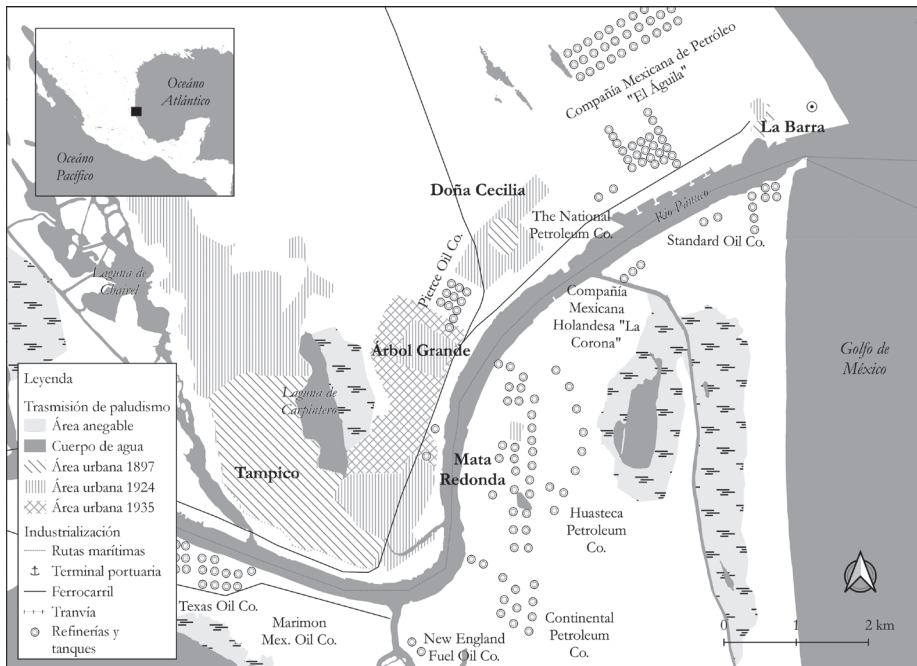 Oceáno
Atlántico
Oceáno
Pacífico
Compañía Mexicana de Petróleo
"El Águila"
La Barra
Doña Cecilia
The National
Petroleum Co.
Río Pánuco
Standard Oil Co.
Pierce Oil Co.
Laguna de
Chairel
Compañía
Mexicana
Holandesa "La
Corona"
Árbol Grande
Golfo de
México
Laguna de
Carpintero
Tampico
Mata
Redonda
Huasteca
Petroleum
Co.
Leyenda
Trasmisión de paludismo
Área anegable
Cuerpo de agua
Área urbana 1897
Área urbana 1924
Área urbana 1935
Industrialización
Rutas marítimas
Terminal portuaria
Ferrocarril
Tranvía
Refinerías y
tanques
Texas Oil Co.
Marimon
Mex. Oil Co.
New England
Fuel Oil Co.
Continental
Petroleum
Co.
0 1 2 km